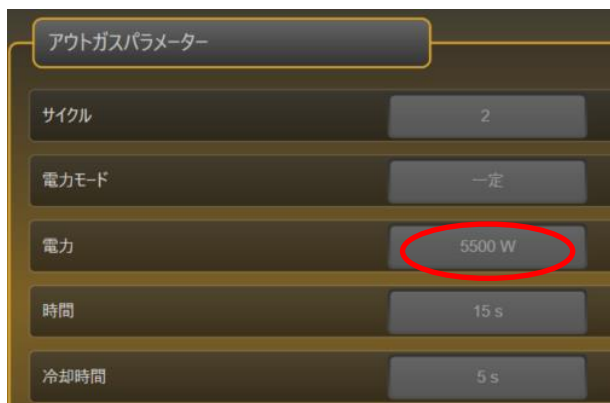 アウトガスパラメーター
サイクル 2
電力モード 一定
電力 5500 W
時間 15 s
冷却時間 5 s